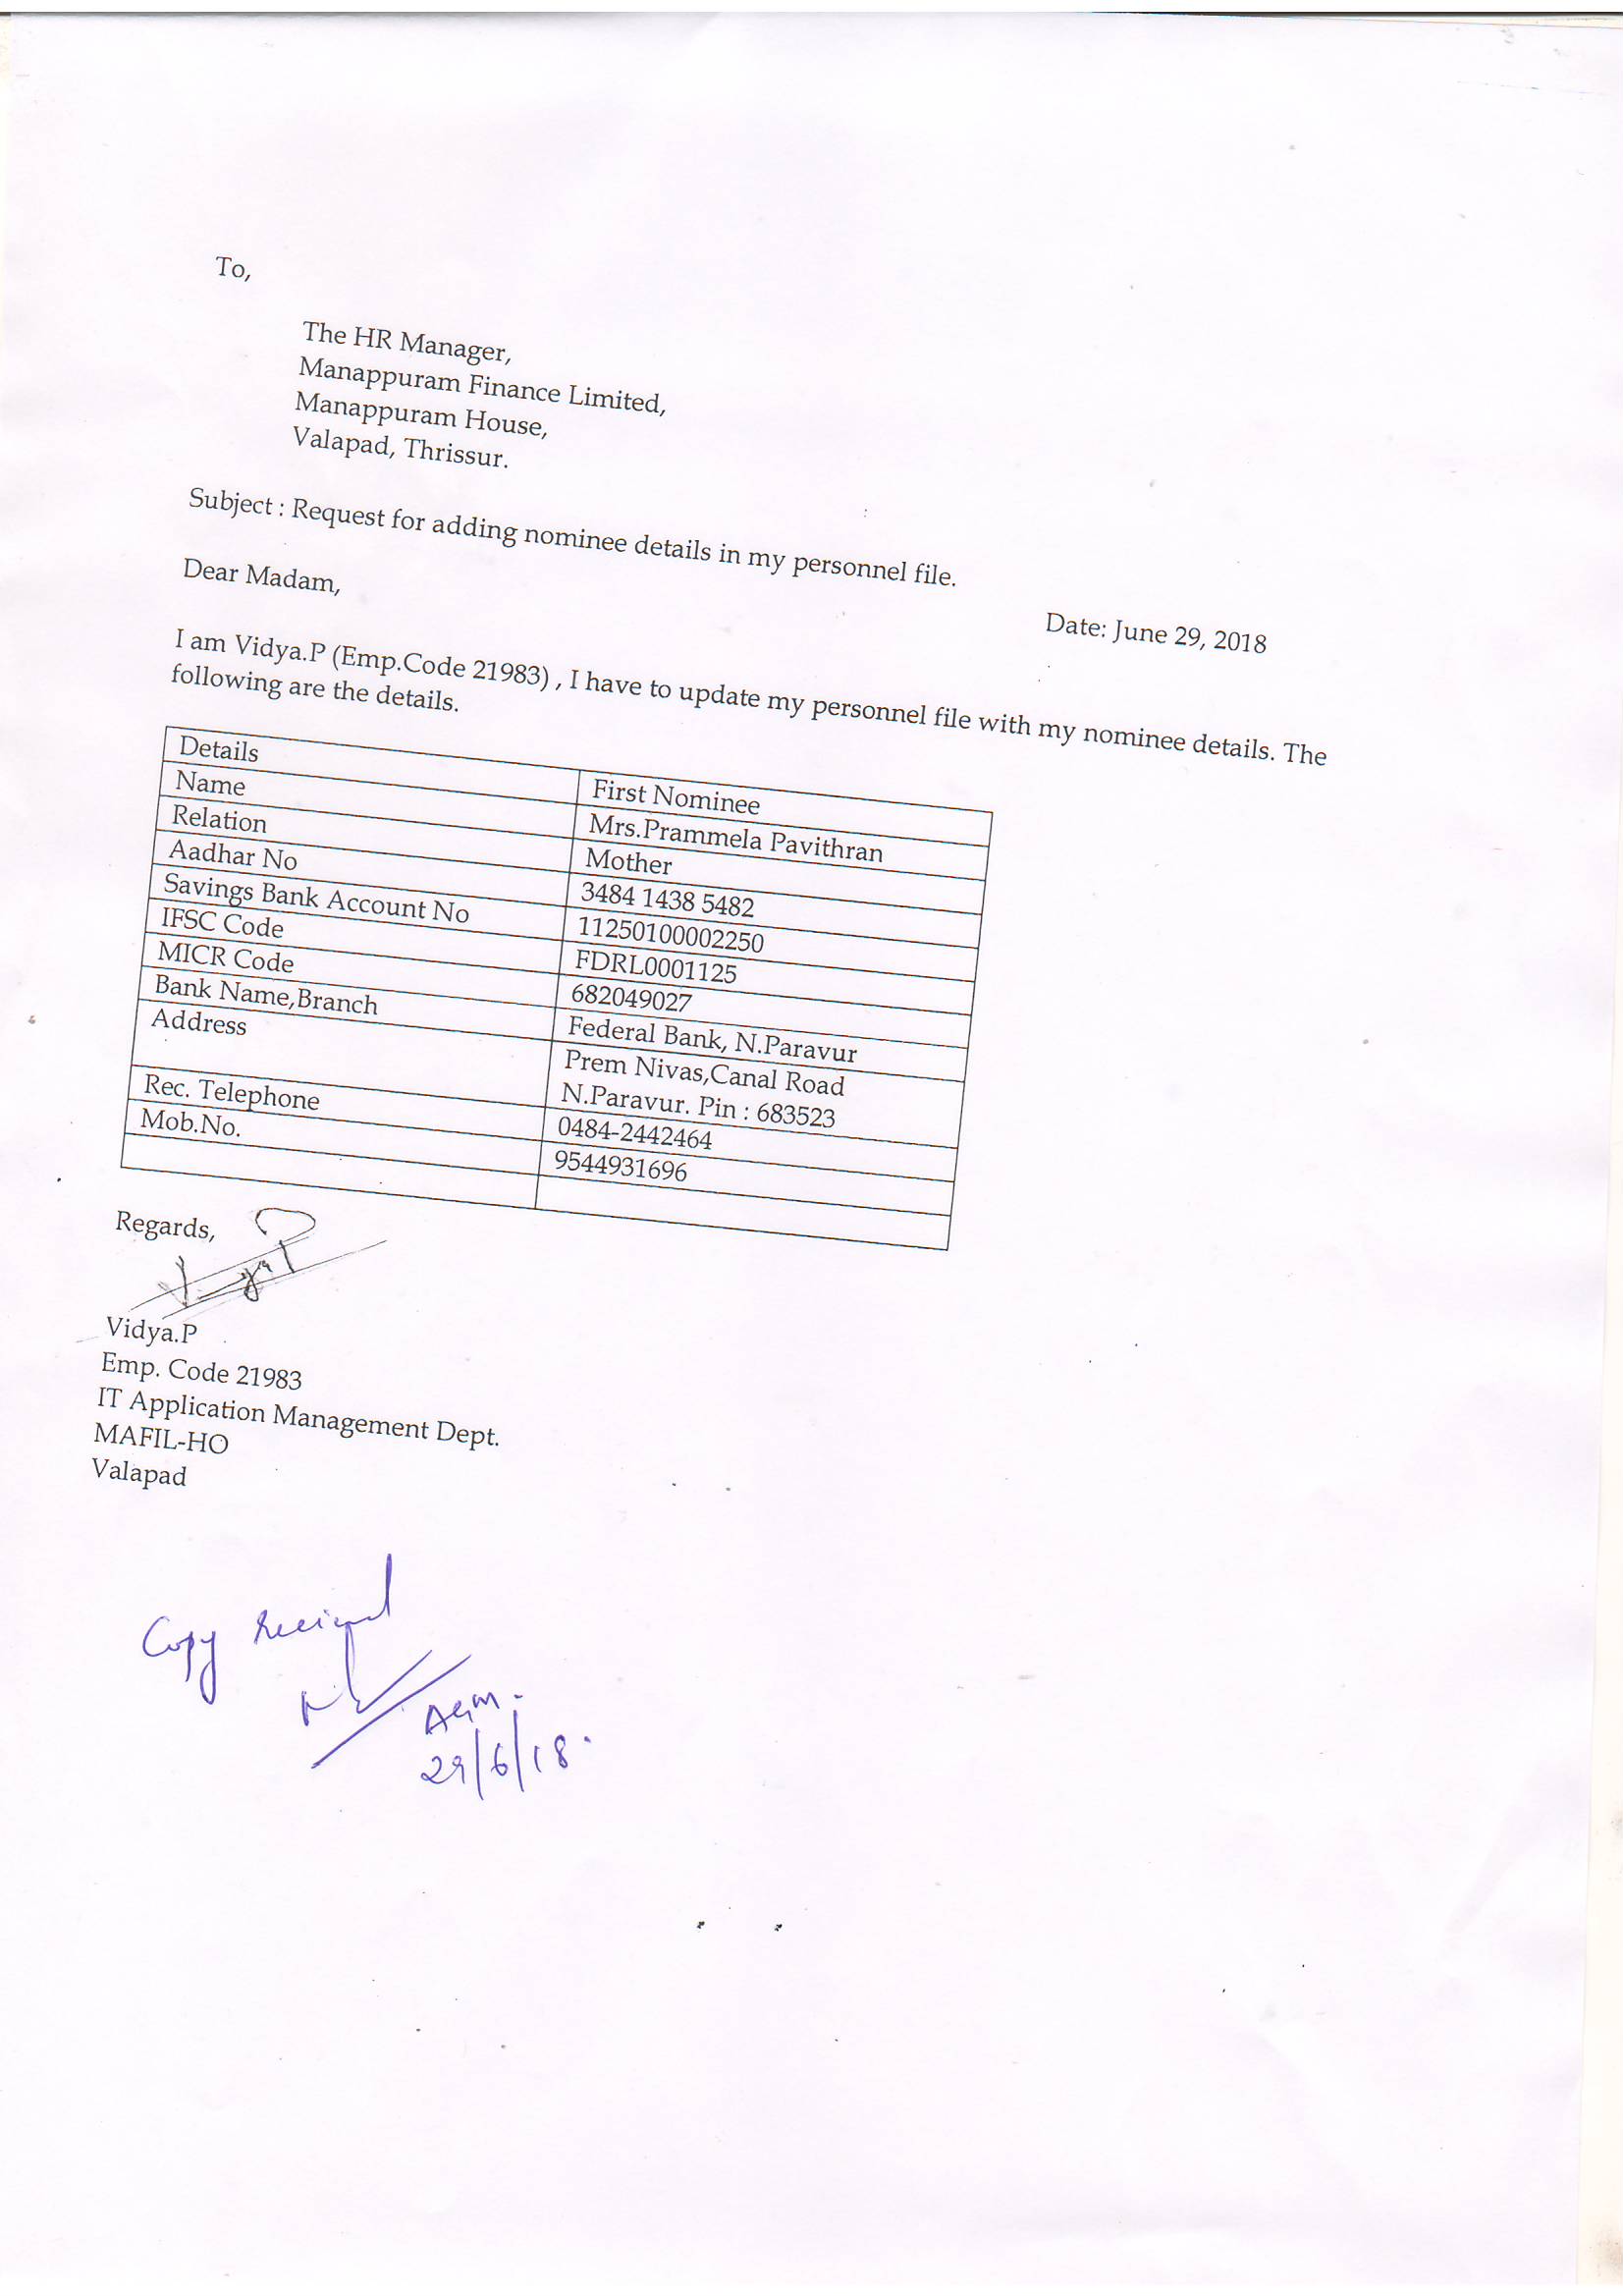 To,
The HR Manager,
Manappuram Finance Limited,
Manappuram House,
Valapad, Thrissur.
Subject : Request for adding nominee details in my personnel file.
Date: June 29, 2018
Dear Madam,
I am Vidya.P (Emp.Code 21983) , I have to update my personnel file with my nominee details. The
following are the details.
Details First Nominee
Name Mrs.Prammela Pavithran
Relation Mother
Aadhar No 3484 1438 5482
Savings Bank Account No 11250100002250
IFSC Code FDRL0001125
MICR Code 682049027
Bank Name,Branch Federal Bank, N.Paravur
Address Prem Nivas,Canal Road
N.Paravur. Pin : 683523
Rec. Telephone 0484-2442464
Mob.No. 9544931696
Regards,
Vidya.P
Emp. Code 21983
IT Application Management Dept.
MAFIL-HO
Valapad
Copy Received
29/6/18.